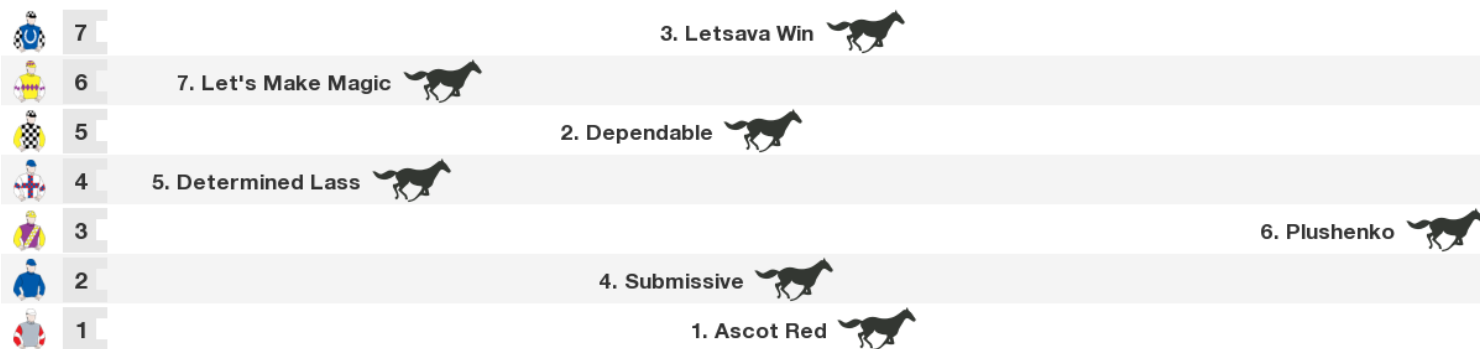 7 3. Letsava Win
6 7. Let's Make Magic
5 2. Dependable
4 5. Determined Lass
3 6. Plushenko
2 4. Submissive
1 1. Ascot Red